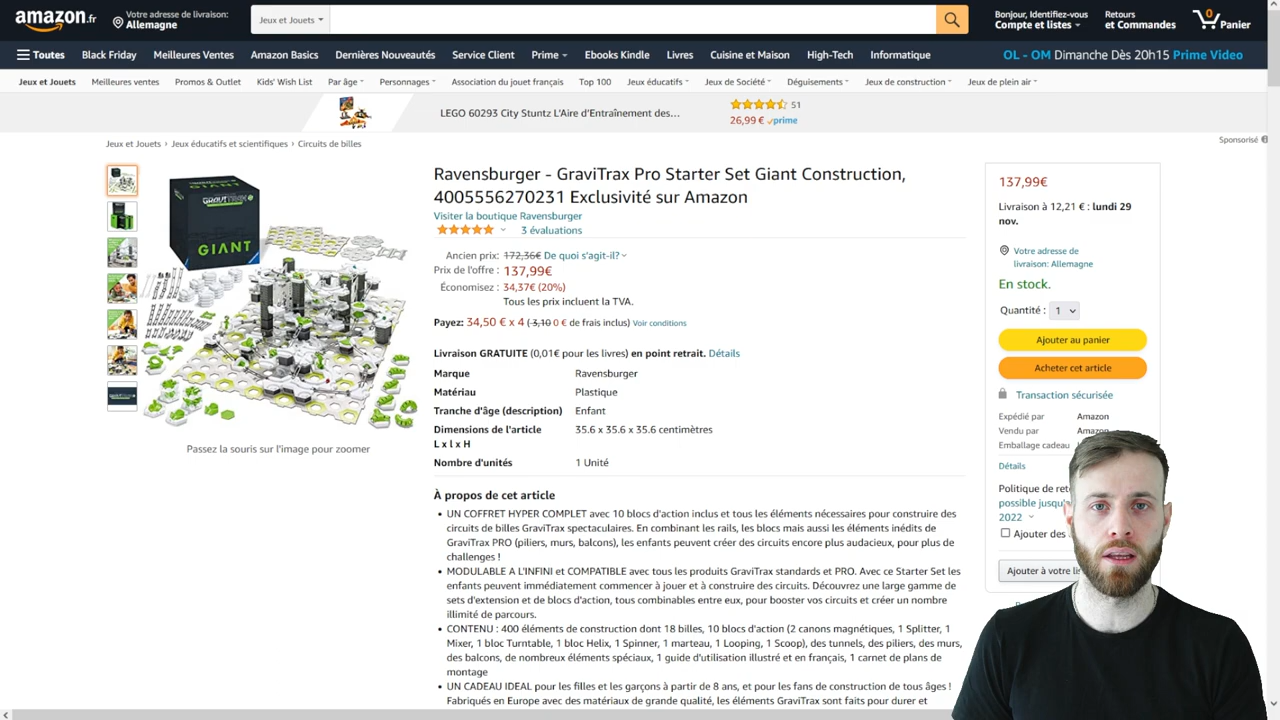 amazon.fr
Votre adresse de livraison:
Allemagne
Jeux et Jouets
Bonjour, Identifiez-vous
Compte et listes
Retours
et Commandes
0
Panier
Toutes
Black Friday
Meilleures Ventes
Amazon Basics
Dernières Nouveautés
Service Client
Prime
Ebooks Kindle
Livres
Cuisine et Maison
High-Tech
Informatique
OL - OM Dimanche Dès 20h15 Prime Video
Jeux et Jouets
Meilleures ventes
Promos & Outlet
Kids' Wish List
Par âge
Personnages
Association du jouet français
Top 100
Jeux éducatifs
Jeux de Société
Déguisements
Jeux de construction
Jeux de plein air
LEGO 60293 City Stuntz L'Aire d'Entraînement des...
51
26,99 € prime
Sponsorisé
Jeux et Jouets › Jeux éducatifs et scientifiques › Circuits de billes
GRAVITRAX
GIANT
Passez la souris sur l'image pour zoomer
Ravensburger - GraviTrax Pro Starter Set Giant Construction,
4005556270231 Exclusivité sur Amazon
Visiter la boutique Ravensburger
3 évaluations
Ancien prix: 172,36€ De quoi s'agit-il?
Prix de l'offre : 137,99€
Économisez : 34,37€ (20%)
Tous les prix incluent la TVA.
Payez: 34,50 € x 4 ( 3,10 0 € de frais inclus) Voir conditions
Livraison GRATUITE (0,01€ pour les livres) en point retrait. Détails
Marque Ravensburger
Matériau Plastique
Tranche d'âge (description) Enfant
Dimensions de l'article 35.6 x 35.6 x 35.6 centimètres
L x l x H
Nombre d'unités 1 Unité
À propos de cet article
• UN COFFRET HYPER COMPLET avec 10 blocs d'action inclus et tous les éléments nécessaires pour construire des
circuits de billes GraviTrax spectaculaires. En combinant les rails, les blocs mais aussi les éléments inédits de
GraviTrax PRO (piliers, murs, balcons), les enfants peuvent créer des circuits encore plus audacieux, pour plus de
challenges !
• MODULABLE A L'INFINI et COMPATIBLE avec tous les produits GraviTrax standards et PRO. Avec ce Starter Set les
enfants peuvent immédiatement commencer à jouer et à construire des circuits. Découvrez une large gamme de
sets d'extension et de blocs d'action, tous combinables entre eux, pour booster vos circuits et créer un nombre
illimité de parcours.
• CONTENU : 400 éléments de construction dont 18 billes, 10 blocs d'action (2 canons magnétiques, 1 Splitter, 1
Mixer, 1 bloc Turntable, 1 bloc Helix, 1 Spinner, 1 marteau, 1 Looping, 1 Scoop), des tunnels, des piliers, des murs,
des balcons, de nombreux éléments spéciaux, 1 guide d'utilisation illustré et en français, 1 carnet de plans de
montage
• UN CADEAU IDEAL pour les filles et les garçons à partir de 8 ans, et pour les fans de construction de tous âges !
Fabriqués en Europe avec des matériaux de grande qualité, les éléments GraviTrax sont faits pour durer et
137,99€
Livraison à 12,21 € : lundi 29
nov.
Votre adresse de
livraison: Allemagne
En stock.
Quantité : 1
Ajouter au panier
Acheter cet article
Transaction sécurisée
Expédié par Amazon
Vendu par Amazon
Emballage cadeau
Détails
Politique de
possible
2022
Ajouter des
Ajouter à votre